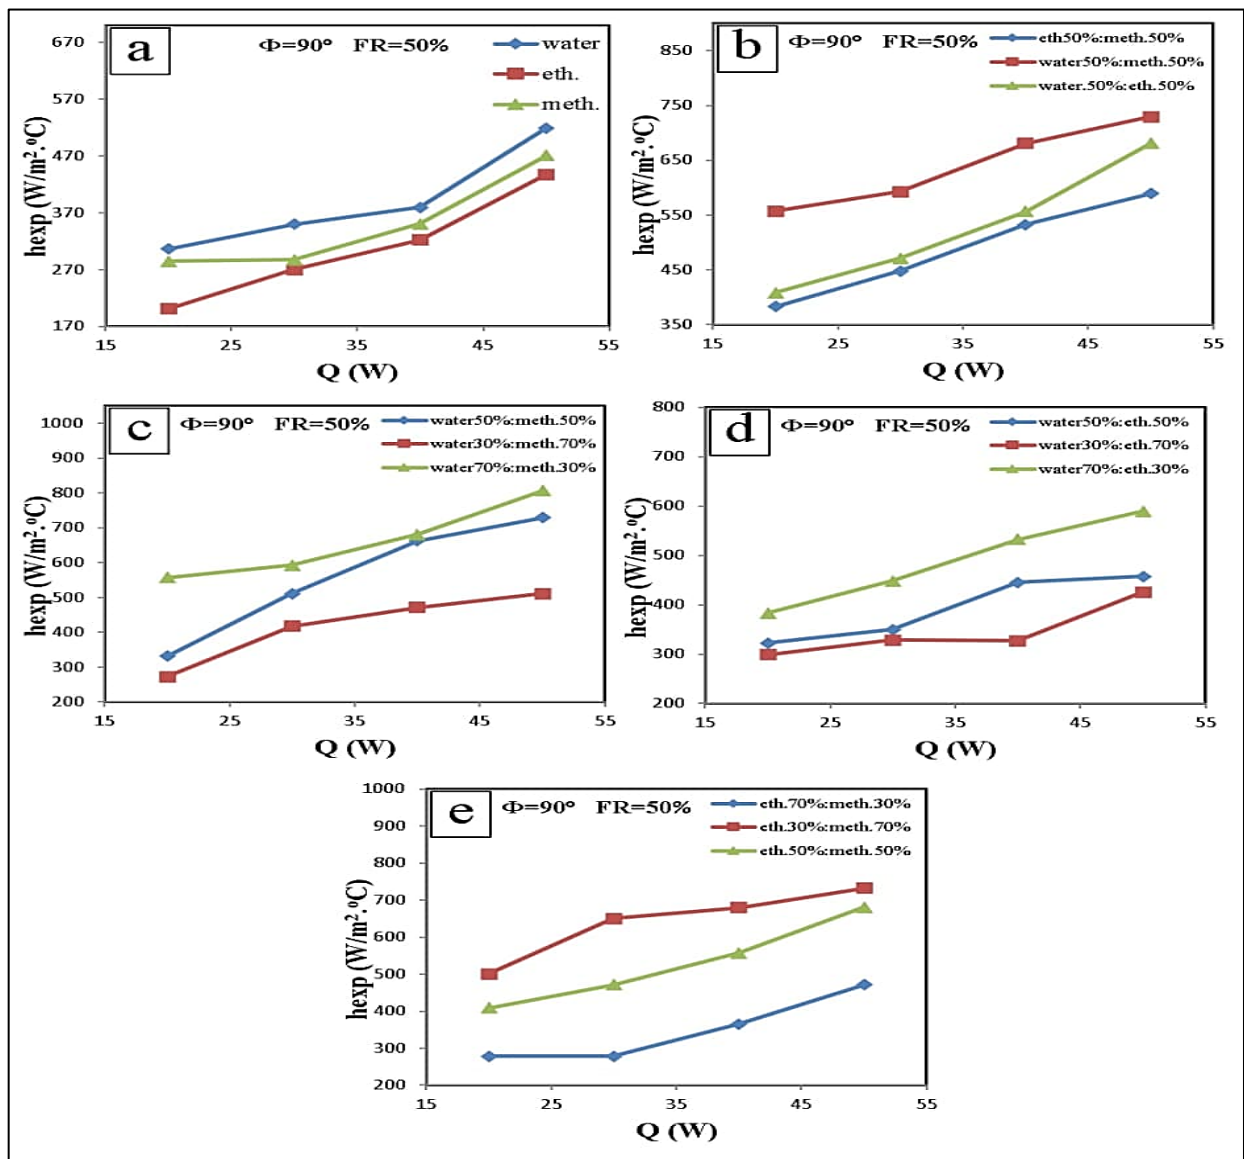 a
Φ=90° FR=50%
water
eth.
meth.
hexp (W/m².ºC)
670
570
470
370
270
170
15 25 35 45 55
Q (W)
b
Φ=90° FR=50%
eth50%:meth.50%
water50%:meth.50%
water.50%:eth.50%
hexp (W/m².ºC)
850
750
650
550
450
350
15 25 35 45 55
Q (W)
c
Φ=90° FR=50%
water50%:meth.50%
water30%:meth.70%
water70%:meth.30%
hexp (W/m².ºC)
1000
900
800
700
600
500
400
300
200
15 25 35 45 55
Q (W)
d
Φ=90° FR=50%
water50%:eth.50%
water30%:eth.70%
water70%:eth.30%
hexp (W/m².ºC)
800
700
600
500
400
300
200
15 25 35 45 55
Q (W)
e
Φ=90° FR=50%
eth.70%:meth.30%
eth.30%:meth.70%
eth.50%:meth.50%
hexp (W/m².ºC)
1000
900
800
700
600
500
400
300
200
15 25 35 45 55
Q (W)